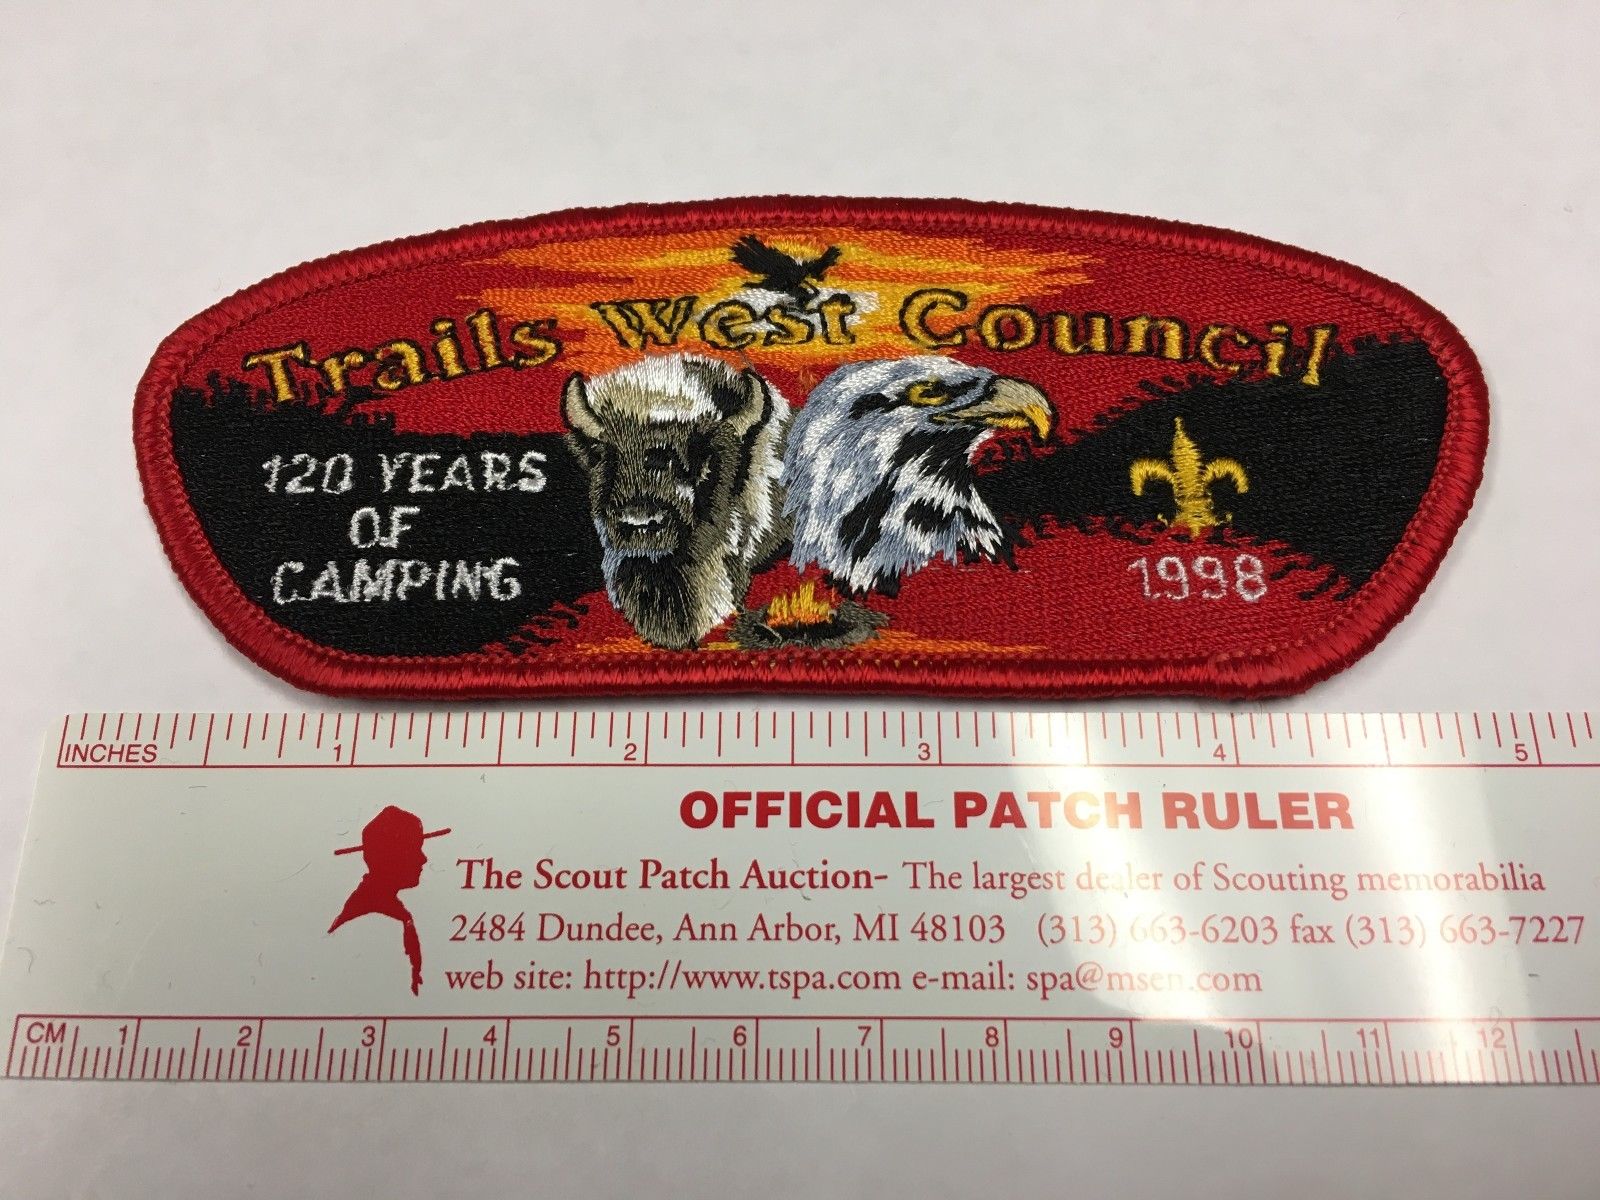 Trails West Council
120 YEARS
OF
CAMPING
1998
INCHES 1 2 3 4 5
OFFICIAL PATCH RULER
The Scout Patch Auction- The largest dealer of Scouting memorabilia
2484 Dundee, Ann Arbor, MI 48103 (313) 663-6203 fax (313) 663-7227
web site: http://www.tspa.com e-mail: spa@msen.com
CM 1 2 3 4 5 6 7 8 9 10 11 12